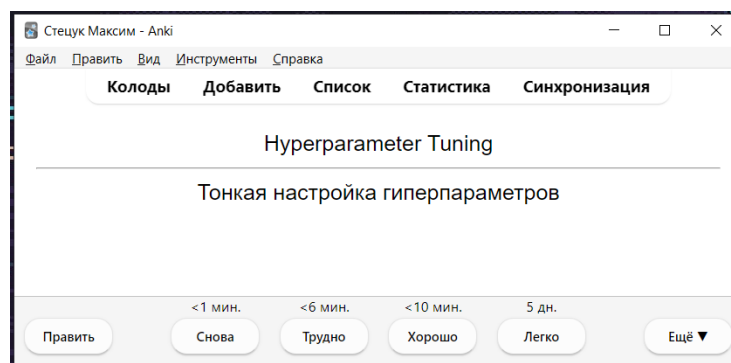 Стецук Максим - Anki
Файл Править Вид Инструменты Справка
Колоды Добавить Список Статистика Синхронизация
Hyperparameter Tuning
Тонкая настройка гиперпараметров
<1 мин. <6 мин. <10 мин. 5 дн.
Править Снова Трудно Хорошо Легко Ещё ▼